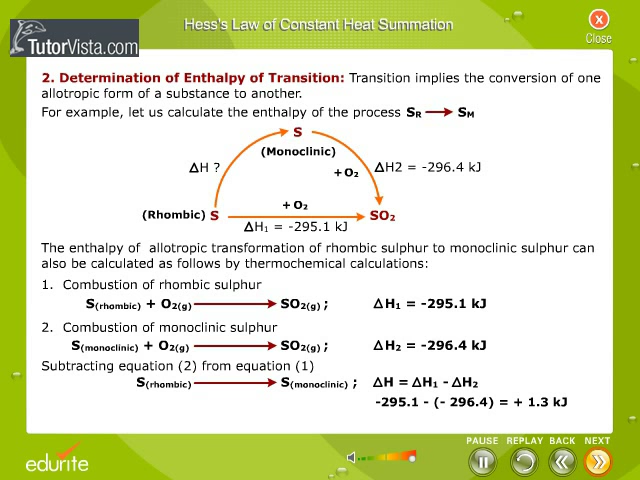 Hess's Law of Constant Heat Summation
X
Close
TutorVista.com
2. Determination of Enthalpy of Transition: Transition implies the conversion of one
allotropic form of a substance to another.
For example, let us calculate the enthalpy of the process SR ⟶ SM
S
(Monoclinic)
ΔH ?
+ O2
ΔH2 = -296.4 kJ
+ O2
(Rhombic) S
SO2
ΔH1 = -295.1 kJ
The enthalpy of allotropic transformation of rhombic sulphur to monoclinic sulphur can
also be calculated as follows by thermochemical calculations:
1. Combustion of rhombic sulphur
S(rhombic) + O2(g) ⟶ SO2(g) ; ΔH1 = -295.1 kJ
2. Combustion of monoclinic sulphur
S(monoclinic) + O2(g) ⟶ SO2(g) ; ΔH2 = -296.4 kJ
Subtracting equation (2) from equation (1)
S(rhombic) ⟶ S(monoclinic) ; ΔH = ΔH1 - ΔH2
-295.1 - (- 296.4) = + 1.3 kJ
PAUSE REPLAY BACK NEXT
edurite